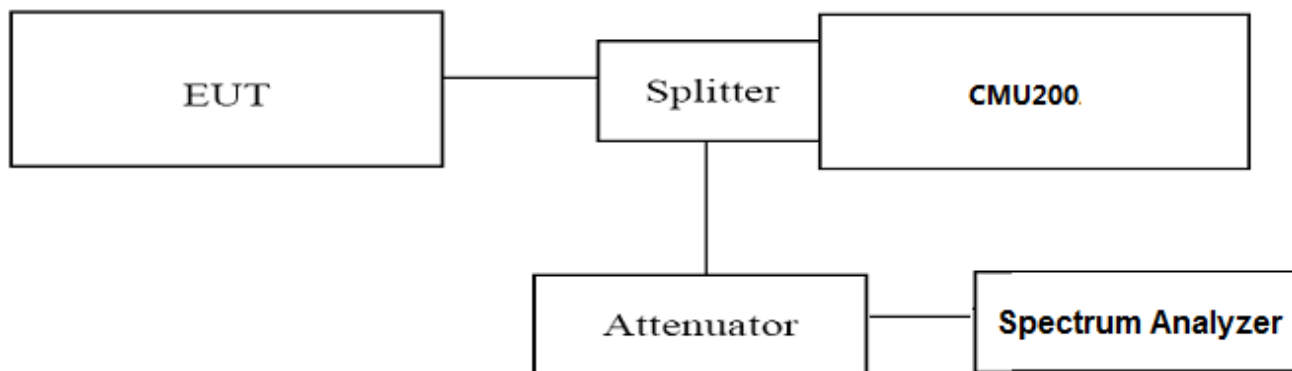 EUT
Splitter
CMU200
Attenuator
Spectrum Analyzer